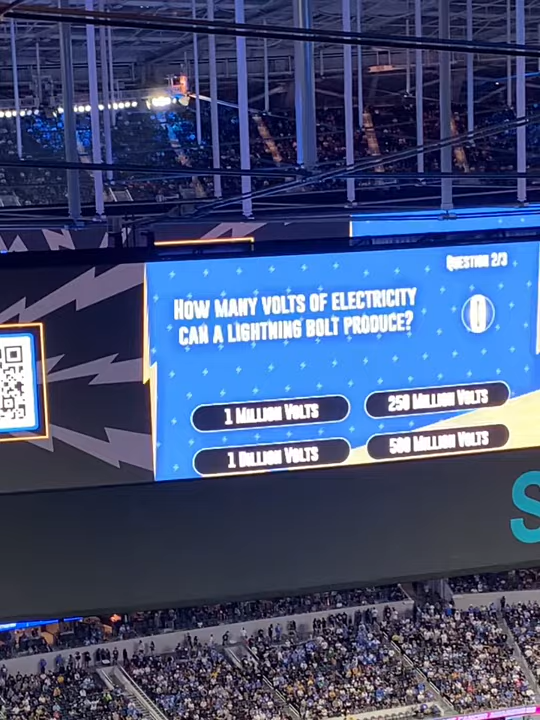 QUESTION 2/3
HOW MANY VOLTS OF ELECTRICITY
CAN A LIGHTNING BOLT PRODUCE?
1 MILLION VOLTS
250 MILLION VOLTS
1 BILLION VOLTS
500 MILLION VOLTS
S